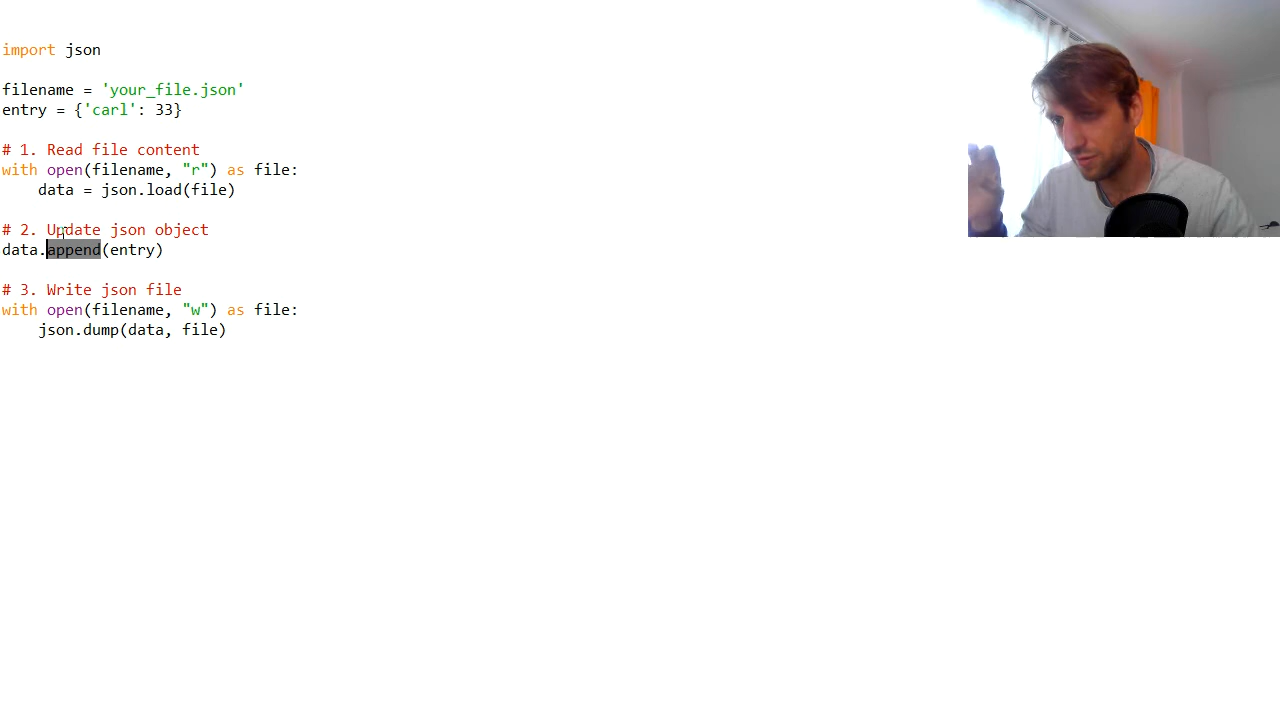 import json
filename = 'your_file.json'
entry = {'carl': 33}
# 1. Read file content
with open(filename, "r") as file:
    data = json.load(file)
# 2. Update json object
data.append(entry)
# 3. Write json file
with open(filename, "w") as file:
    json.dump(data, file)